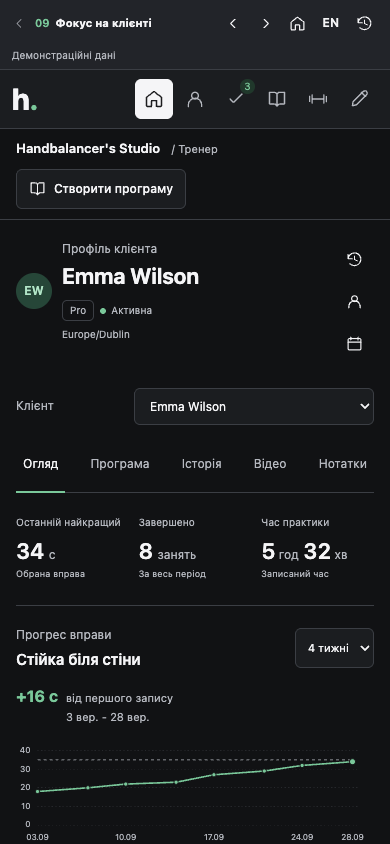 09 Фокус на клієнті
EN
Демонстраційні дані
h.
3
Handbalancer's Studio / Тренер
Створити програму
Профіль клієнта
EW
Emma Wilson
Pro
Активна
Europe/Dublin
Клієнт
Emma Wilson
Огляд
Програма
Історія
Відео
Нотатки
Останній найкращий
Завершено
Час практики
34 с
8 занять
5 год 32 хв
Обрана вправа
За весь період
Записаний час
Прогрес вправи
Стійка біля стіни
4 тижні
+16 с від першого запису
3 вер. - 28 вер.
40
30
20
10
0
03.09
10.09
17.09
24.09
28.09